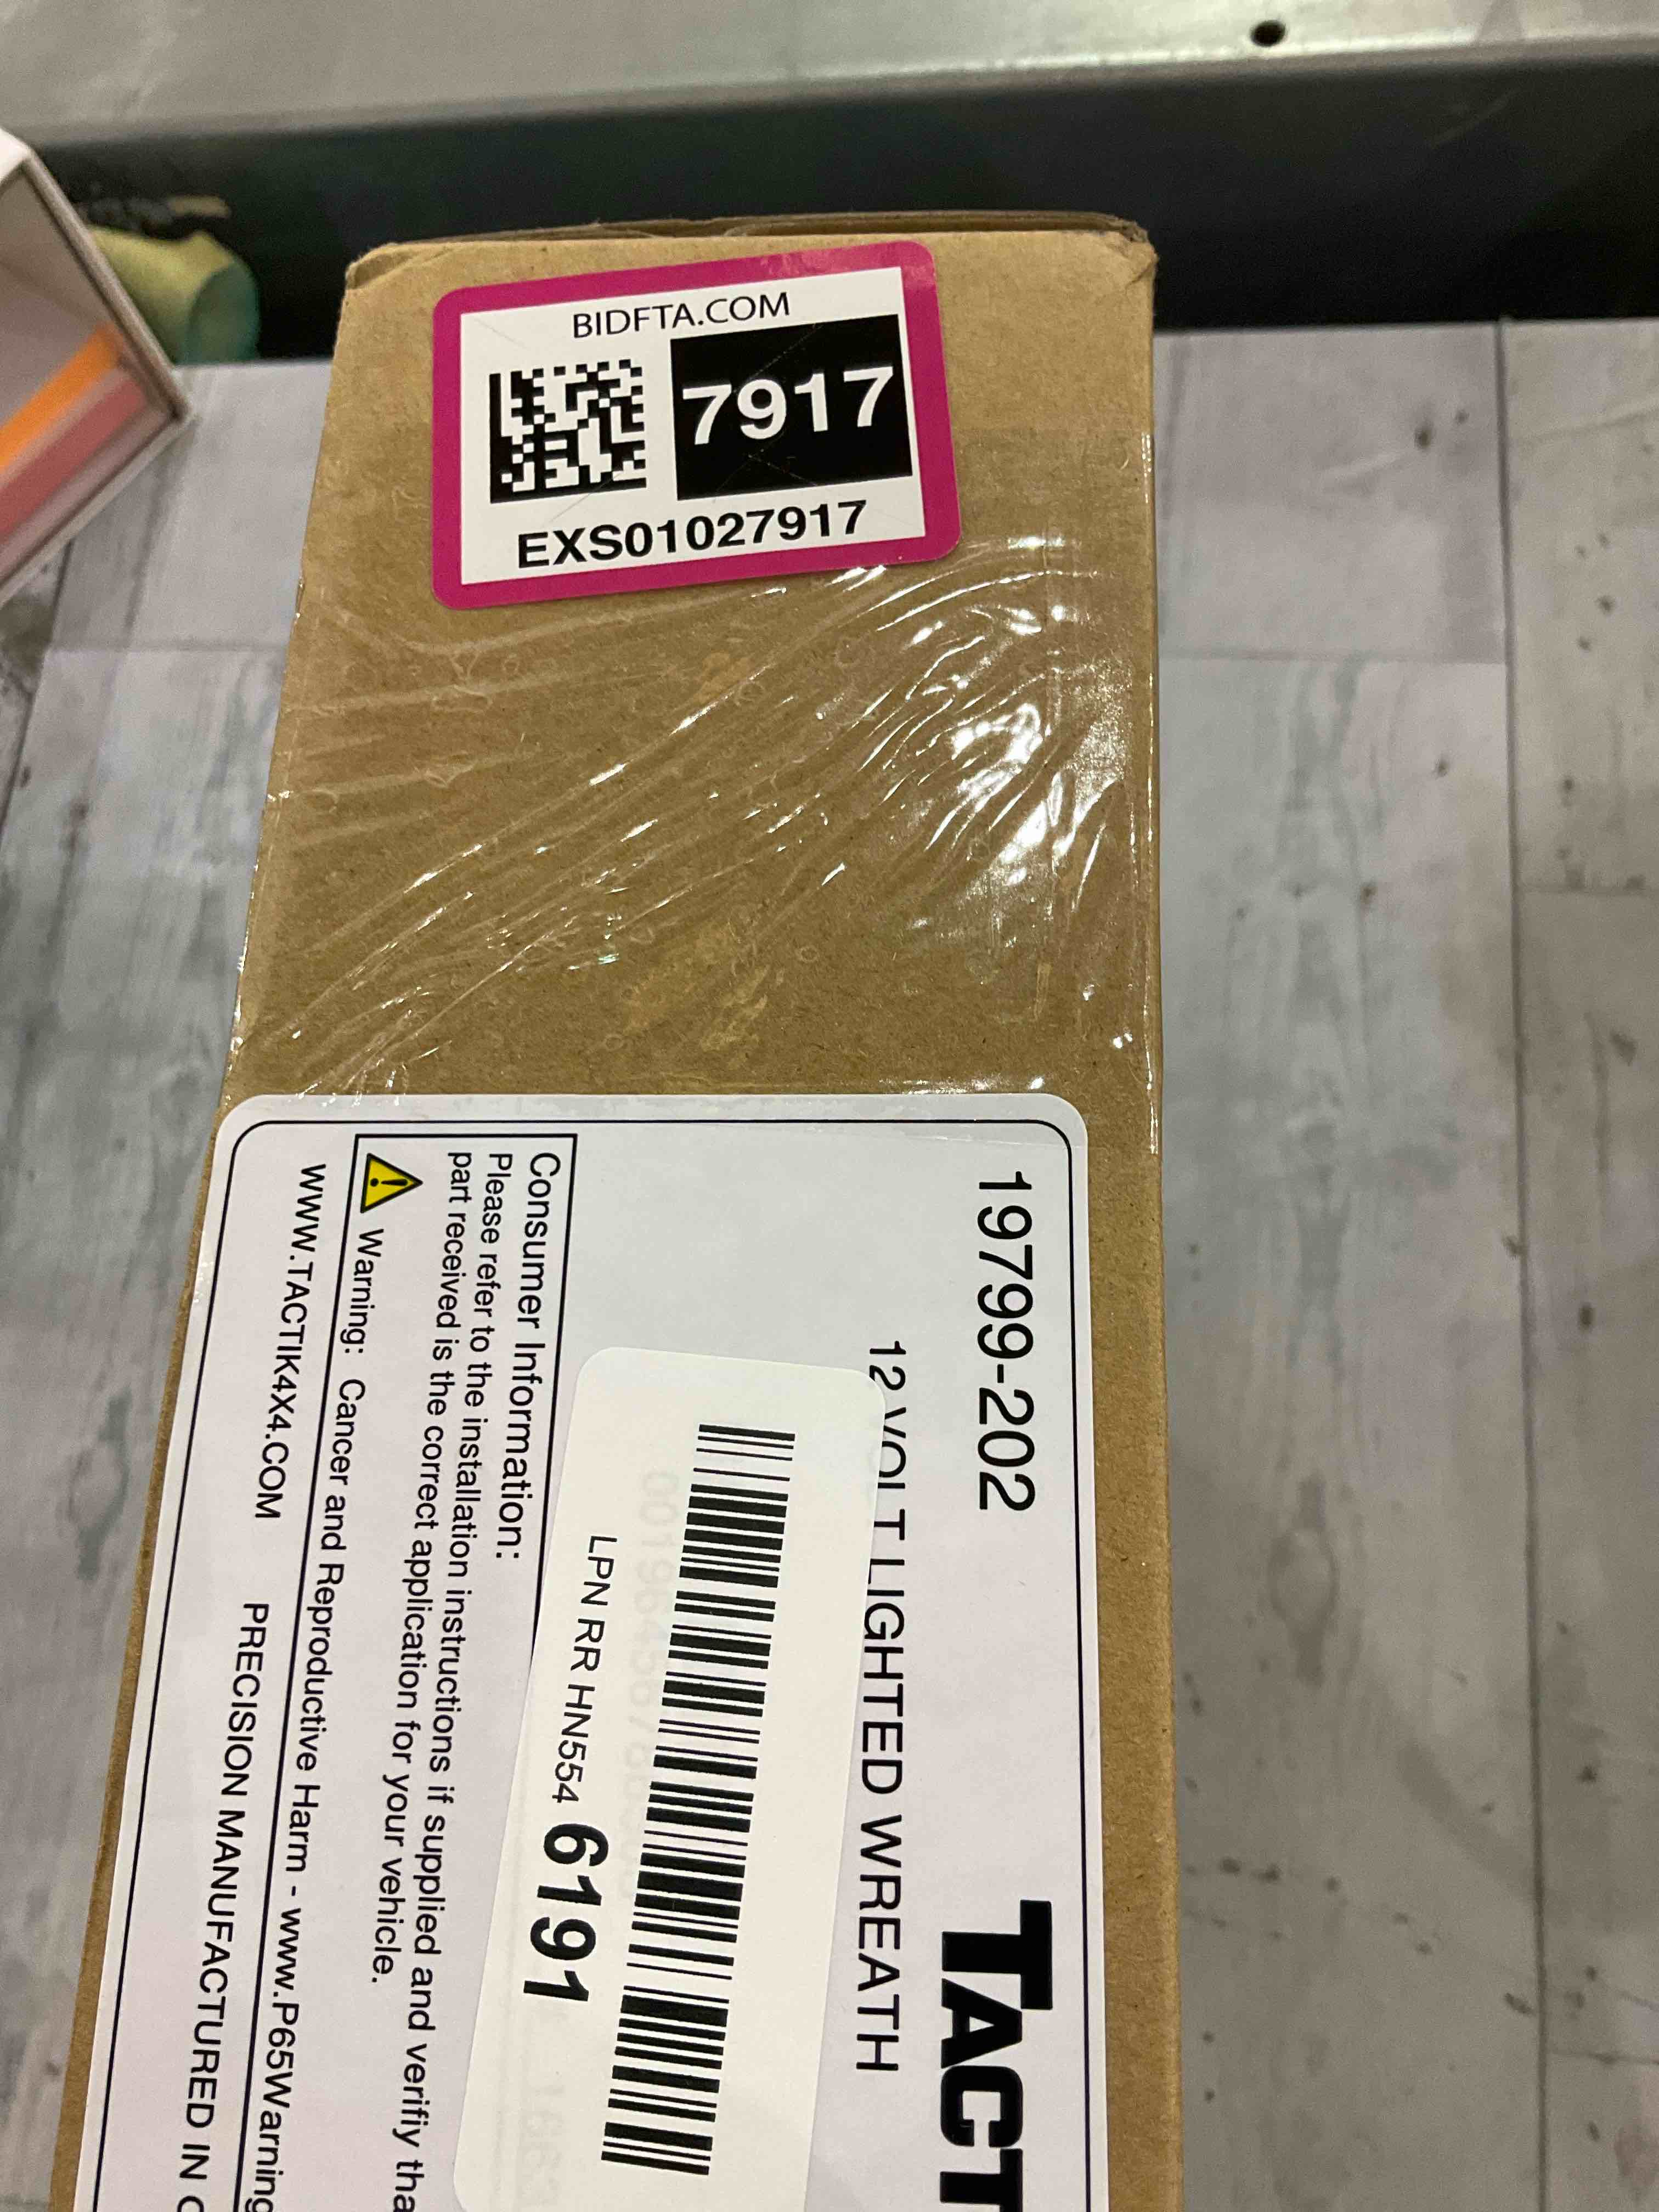 BIDFTA.COM
7917
EXS01027917
19799-202
TACT
12 VOLT LIGHTED WREATH
LPN RR HN554 6191
Consumer Information:
Please refer to the installation instructions if supplied and verifiy tha
part received is the correct application for your vehicle.
Warning: Cancer and Reproductive Harm - www.P65Warning
WWW.TACTIK4X4.COM PRECISION MANUFACTURED IN